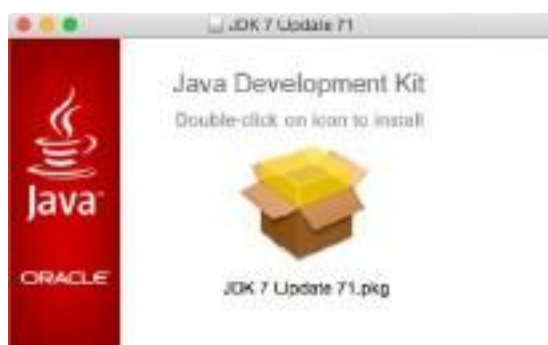 JDK 7 Update 71
Java Development Kit
Double-click on icon to install
Java
ORACLE
JDK 7 Update 71.pkg